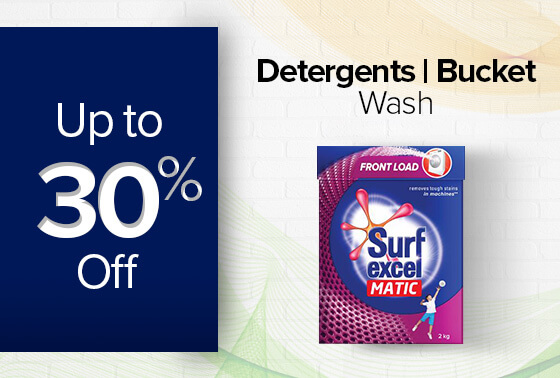 Up to
30%
Off
Detergents | Bucket
Wash
FRONT LOAD
removes tough stains
in machines**
Surf
excel
MATIC
2 kg